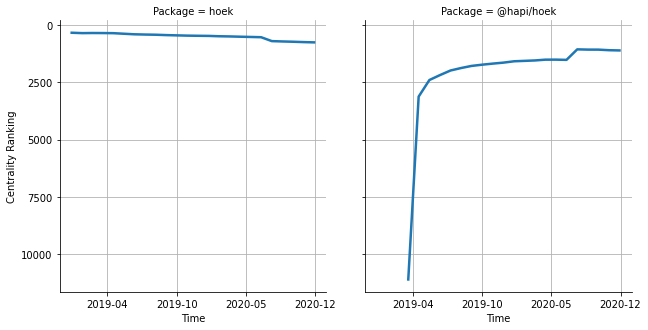 Package = hoek
Package = @hapi/hoek
0
2500
5000
7500
10000
Centrality Ranking
2019-04
2019-10
2020-05
2020-12
2019-04
2019-10
2020-05
2020-12
Time
Time